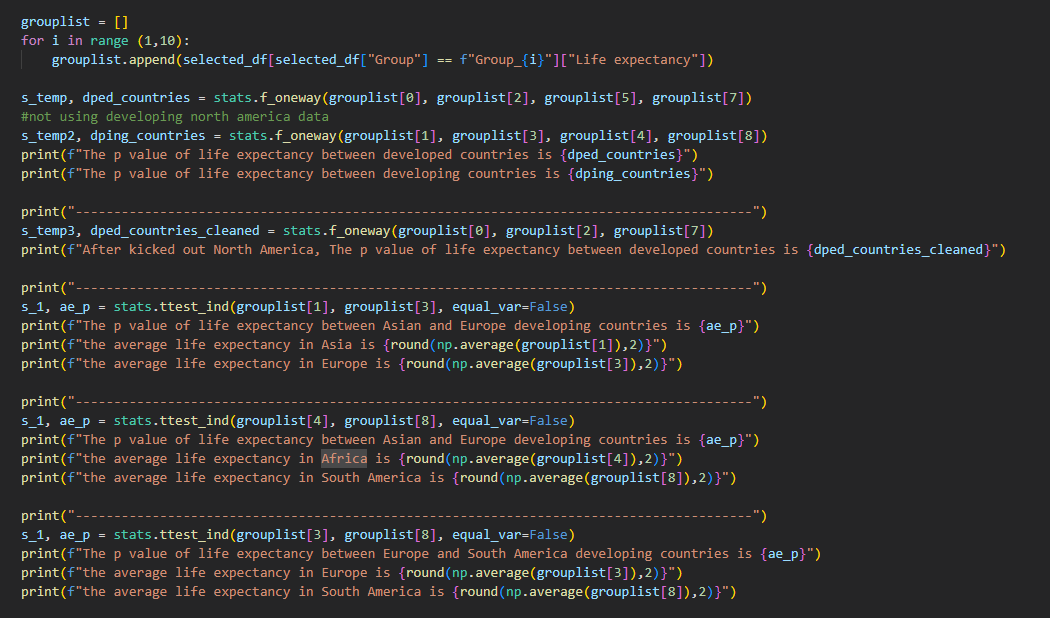 grouplist = []
for i in range (1,10):
    grouplist.append(selected_df[selected_df["Group"] == f"Group_{i}"]["Life expectancy"])
s_temp, dped_countries = stats.f_oneway(grouplist[0], grouplist[2], grouplist[5], grouplist[7])
#not using developing north america data
s_temp2, dping_countries = stats.f_oneway(grouplist[1], grouplist[3], grouplist[4], grouplist[8])
print(f"The p value of life expectancy between developed countries is {dped_countries}")
print(f"The p value of life expectancy between developing countries is {dping_countries}")
print("----------------------------------------------------------------------------------------")
s_temp3, dped_countries_cleaned = stats.f_oneway(grouplist[0], grouplist[2], grouplist[7])
print(f"After kicked out North America, The p value of life expectancy between developed countries is {dped_countries_cleaned}")
print("----------------------------------------------------------------------------------------")
s_1, ae_p = stats.ttest_ind(grouplist[1], grouplist[3], equal_var=False)
print(f"The p value of life expectancy between Asian and Europe developing countries is {ae_p}")
print(f"the average life expectancy in Asia is {round(np.average(grouplist[1]),2)}")
print(f"the average life expectancy in Europe is {round(np.average(grouplist[3]),2)}")
print("----------------------------------------------------------------------------------------")
s_1, ae_p = stats.ttest_ind(grouplist[4], grouplist[8], equal_var=False)
print(f"The p value of life expectancy between Asian and Europe developing countries is {ae_p}")
print(f"the average life expectancy in Africa is {round(np.average(grouplist[4]),2)}")
print(f"the average life expectancy in South America is {round(np.average(grouplist[8]),2)}")
print("----------------------------------------------------------------------------------------")
s_1, ae_p = stats.ttest_ind(grouplist[3], grouplist[8], equal_var=False)
print(f"The p value of life expectancy between Europe and South America developing countries is {ae_p}")
print(f"the average life expectancy in Europe is {round(np.average(grouplist[3]),2)}")
print(f"the average life expectancy in South America is {round(np.average(grouplist[8]),2)}")